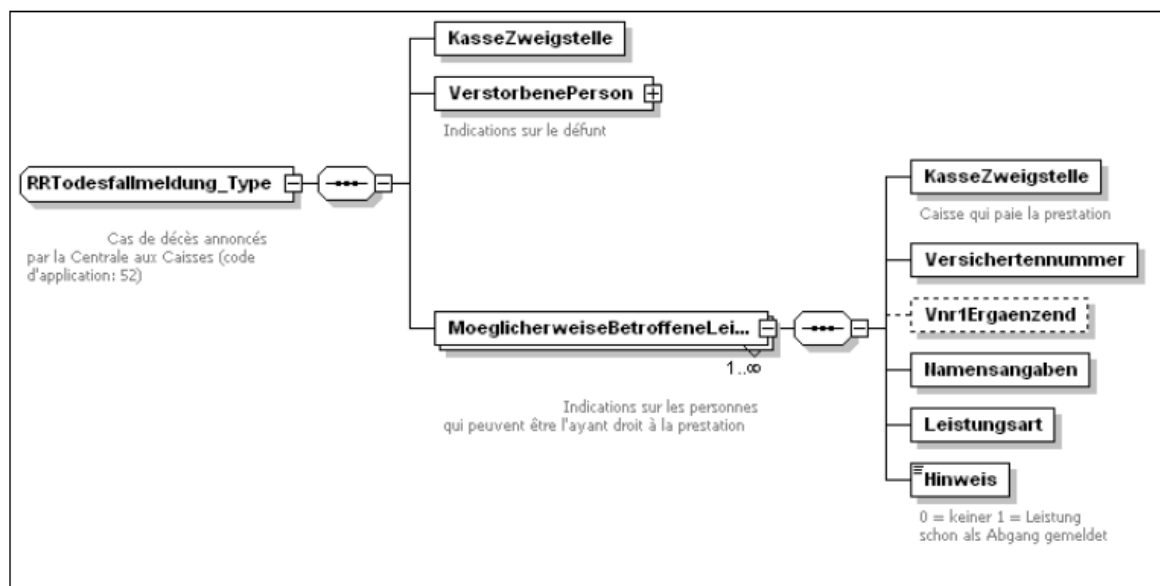 KasseZweigstelle
VerstorbenePerson
Indications sur le défunt
RRTodesfallmeldung_Type
Cas de décès annoncés
par la Centrale aux Caisses (code
d'application: 52)
MoeglicherweiseBetroffeneLei...
1..∞
Indications sur les personnes
qui peuvent être l'ayant droit à la prestation
KasseZweigstelle
Caisse qui paie la prestation
Versichertennummer
Vnr1Ergaenzend
Namensangaben
Leistungsart
Hinweis
0 = keiner 1 = Leistung
schon als Abgang gemeldet